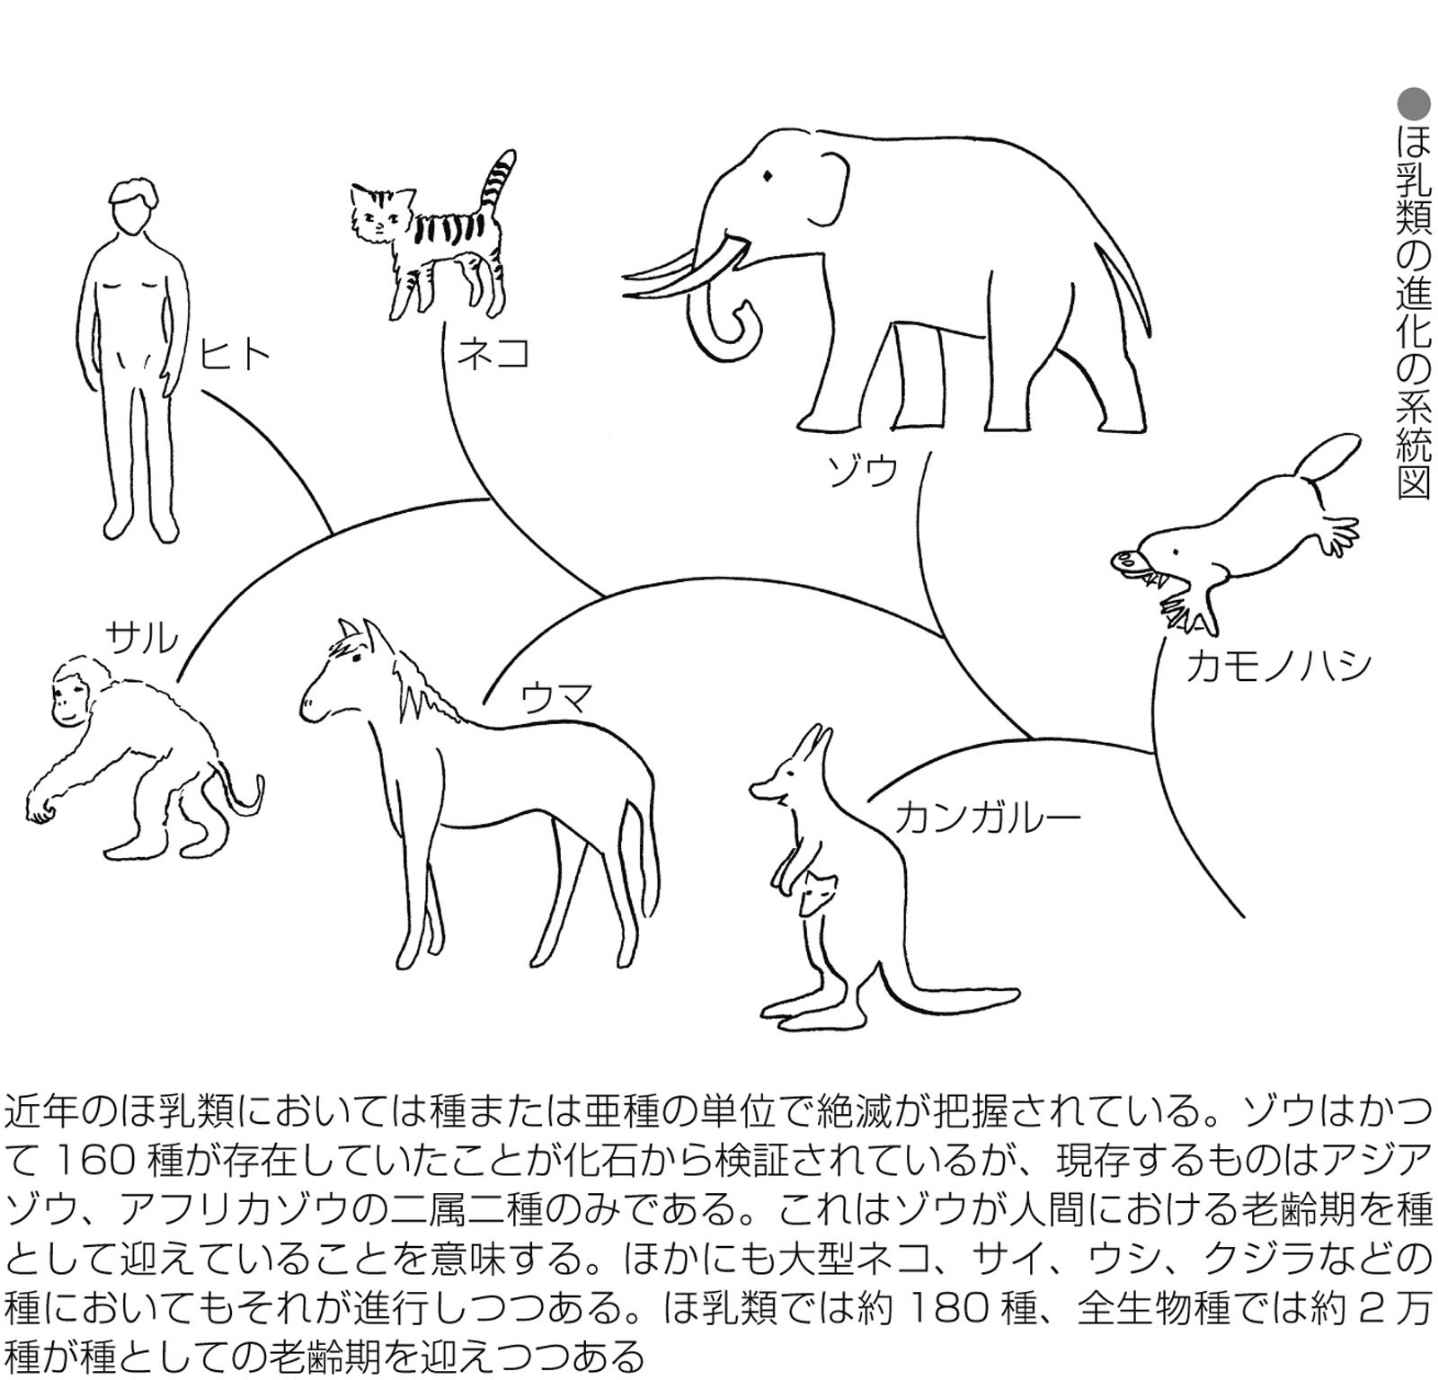 ●ほ乳類の進化の系統図
ヒト
ネコ
ゾウ
カモノハシ
サル
ウマ
カンガルー
近年のほ乳類においては種または亜種の単位で絶滅が把握されている。ゾウはかつ
て 160 種が存在していたことが化石から検証されているが、現存するものはアジア
ゾウ、アフリカゾウの二属二種のみである。これはゾウが人間における老齢期を種
として迎えていることを意味する。ほかにも大型ネコ、サイ、ウシ、クジラなどの
種においてもそれが進行しつつある。ほ乳類では約 180 種、全生物種では約 2 万
種が種としての老齢期を迎えつつある